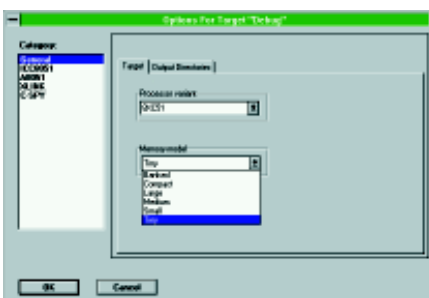 Options For Target "Debug"
Category:
General
ICC8051
A8051
XLINK
C-SPY
Target
Output Directories
Processor variant
Memory model
Tiny
Banked
Compact
Large
Medium
Small
Tiny
OK
Cancel